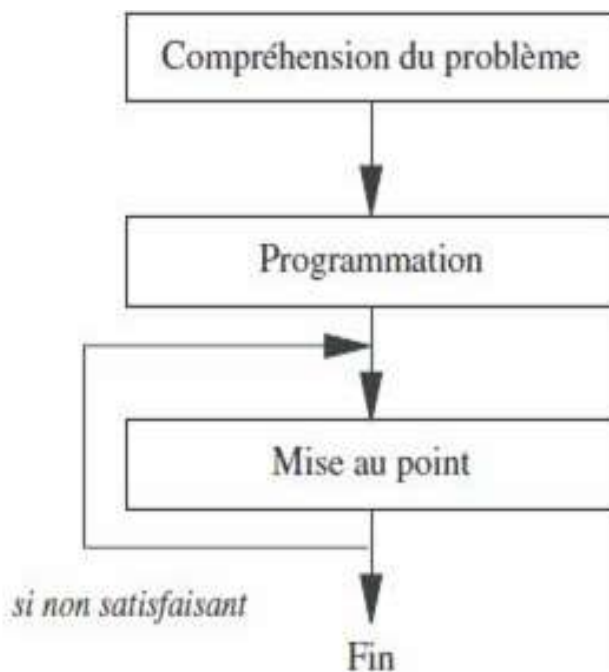 Compréhension du problème
Programmation
Mise au point
si non satisfaisant
Fin